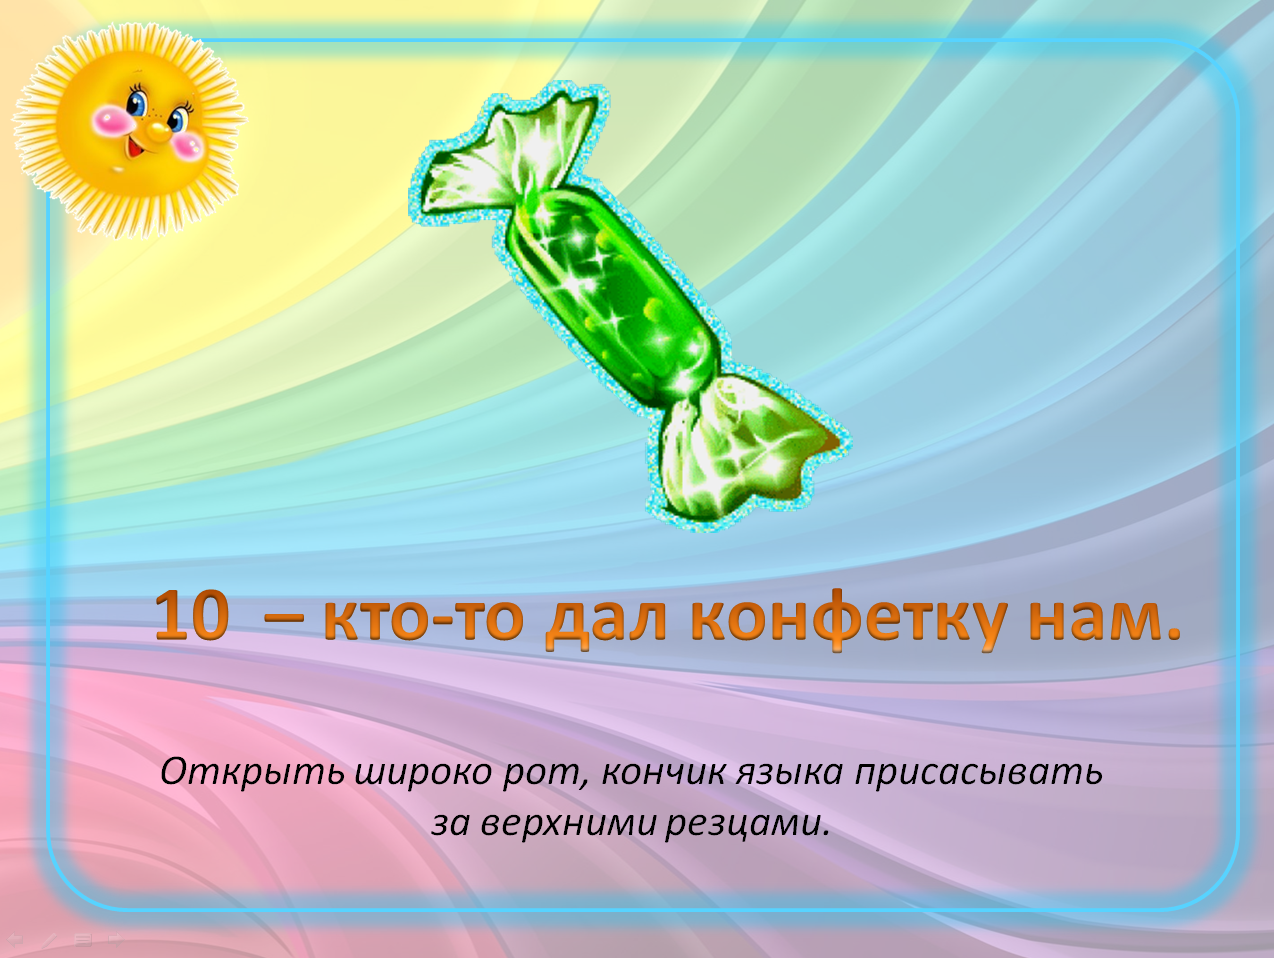 10 – кто-то дал конфетку нам.
Открыть широко рот, кончик языка присасывать
за верхними резцами.